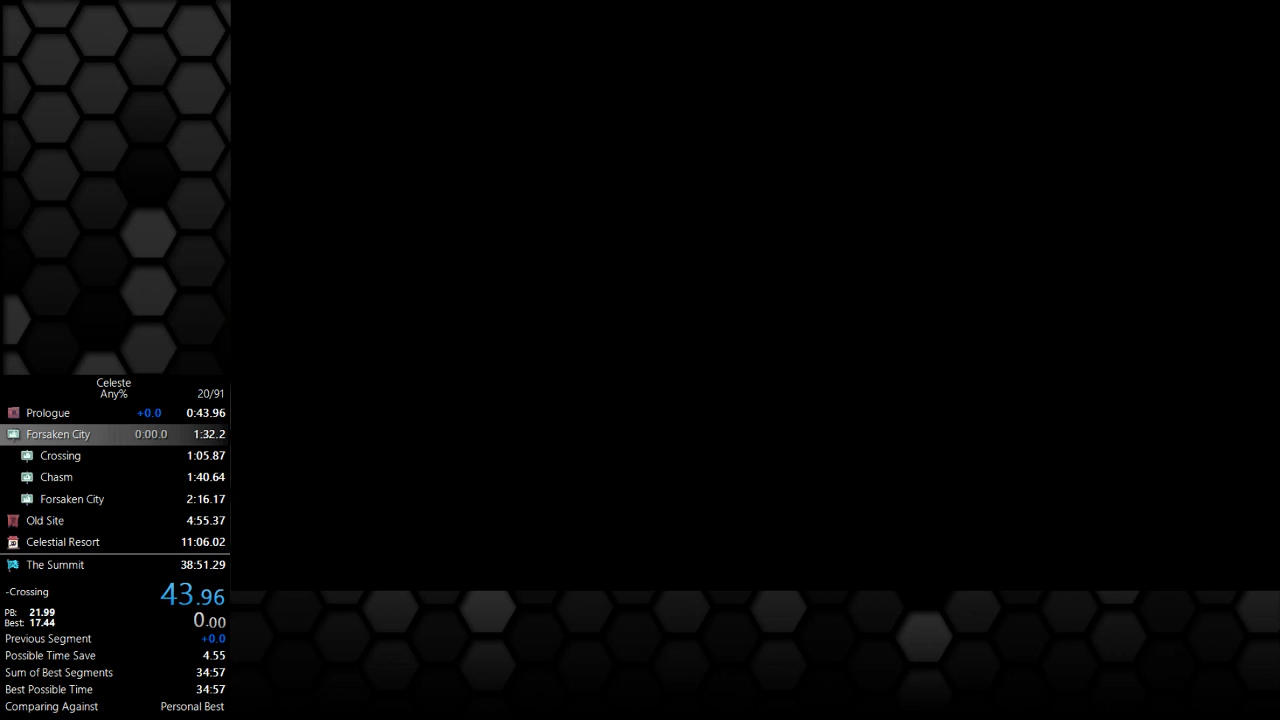 Celeste
Any% 20/91
Prologue +0.0 0:43.96
Forsaken City 0:00.0 1:32.2
Crossing 1:05.87
Chasm 1:40.64
Forsaken City 2:16.17
Old Site 4:55.37
Celestial Resort 11:06.02
The Summit 38:51.29
-Crossing 43.96
PB: 21.99
Best: 17.44 0.00
Previous Segment +0.0
Possible Time Save 4.55
Sum of Best Segments 34:57
Best Possible Time 34:57
Comparing Against Personal Best